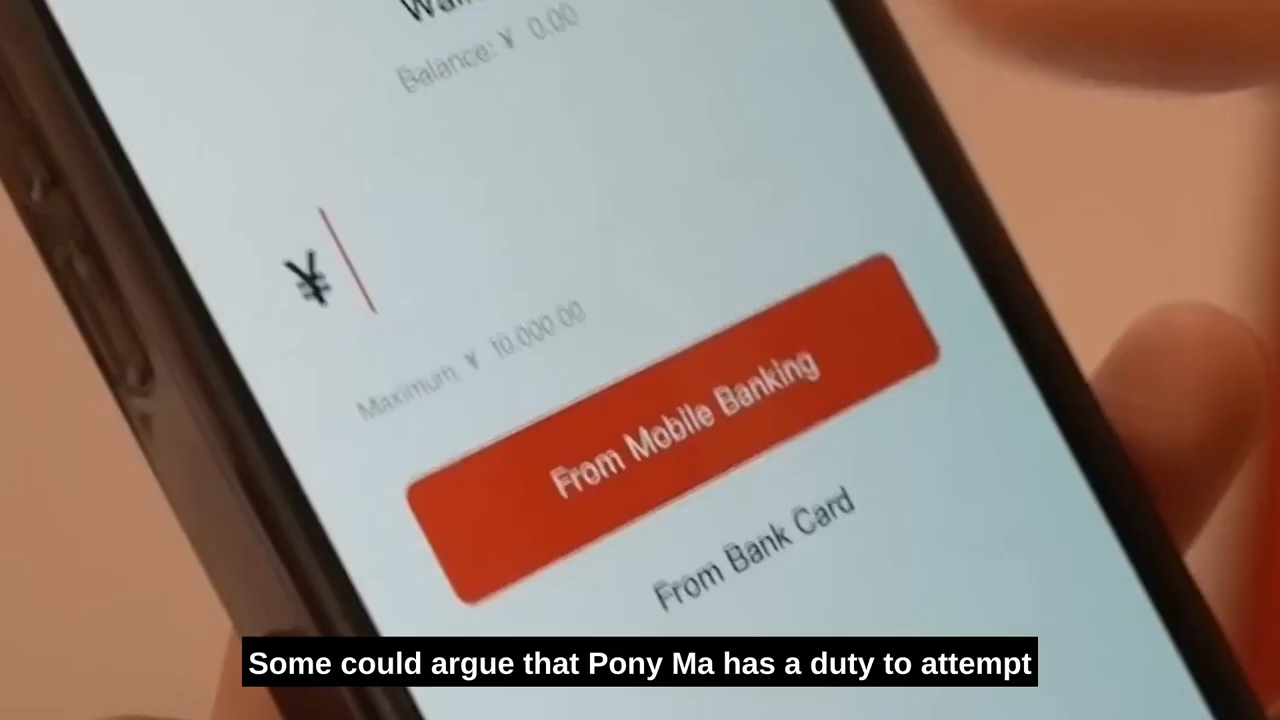 Balance: ¥ 0.00
¥
Maximum: ¥ 10,000.00
From Mobile Banking
From Bank Card
Some could argue that Pony Ma has a duty to attempt